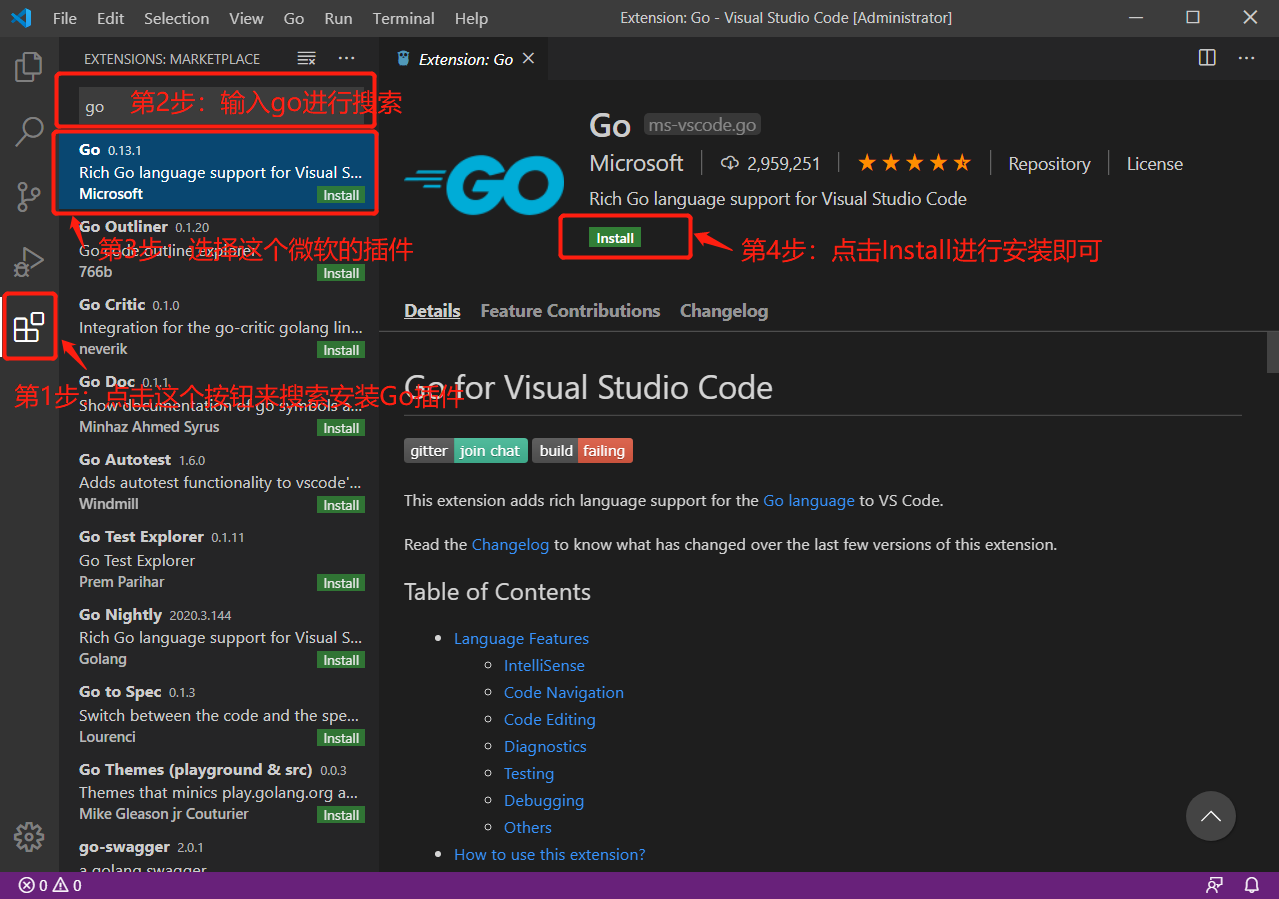 File Edit Selection View Go Run Terminal Help Extension: Go - Visual Studio Code [Administrator]
EXTENSIONS: MARKETPLACE
Extension: Go
go
第2步：输入go进行搜索
Go 0.13.1
Rich Go language support for Visual S...
Microsoft Install
Go Outliner 0.1.20
Go code outline explorer
766b Install
第3步：选择这个微软的插件
Go Critic 0.1.0
Integration for the go-critic golang lin...
neverik Install
Go Doc 0.1.1
第1步：点击这个按钮来搜索安装Go插件
Show documentation of go symbols a...
Minhaz Ahmed Syrus Install
Go Autotest 1.6.0
Adds autotest functionality to vscode'...
Windmill Install
Go Test Explorer 0.1.11
Go Test Explorer
Prem Parihar Install
Go Nightly 2020.3.144
Rich Go language support for Visual S...
Golang Install
Go to Spec 0.1.3
Switch between the code and the spe...
Lourenci Install
Go Themes (playground & src) 0.0.3
Themes that minics play.golang.org a...
Mike Gleason jr Couturier Install
go-swagger 2.0.1
a golang swagger
GO
Go ms-vscode.go
Microsoft 2,959,251 Repository License
Rich Go language support for Visual Studio Code
Install
第4步：点击Install进行安装即可
Details Feature Contributions Changelog
Go for Visual Studio Code
gitter join chat build failing
This extension adds rich language support for the Go language to VS Code.
Read the Changelog to know what has changed over the last few versions of this extension.
Table of Contents
Language Features
IntelliSense
Code Navigation
Code Editing
Diagnostics
Testing
Debugging
Others
How to use this extension?
0 0